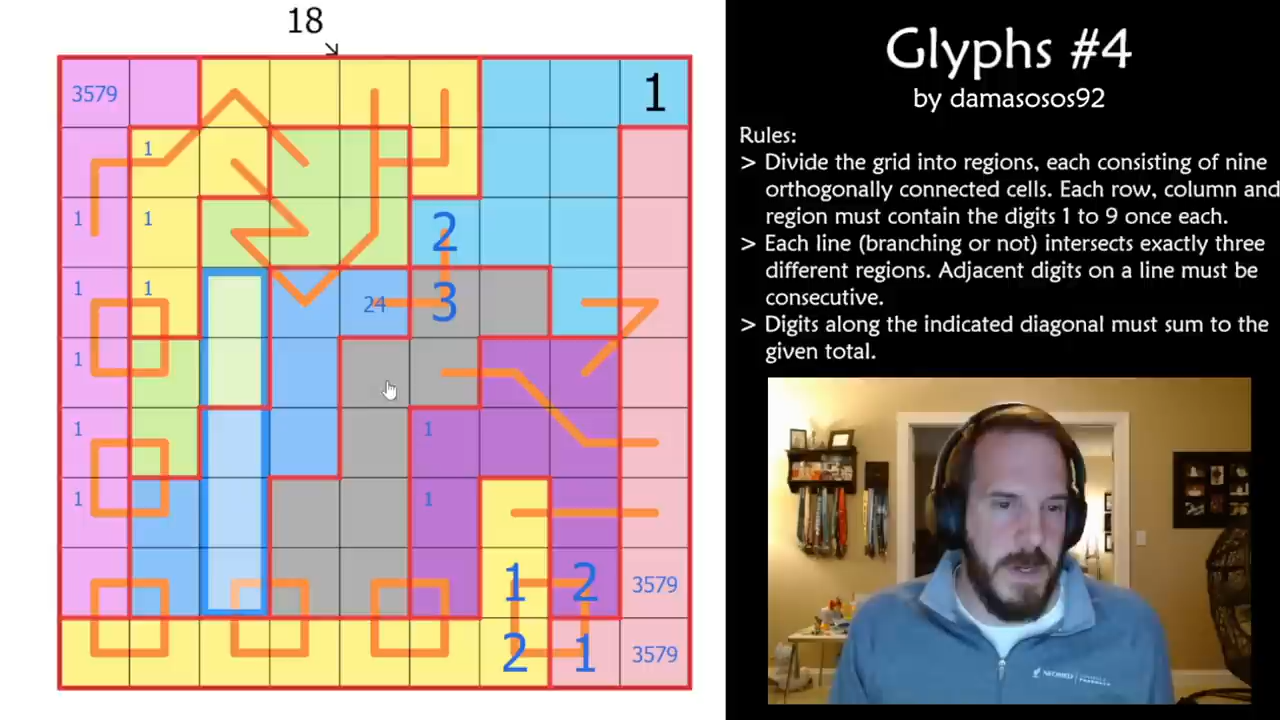 18
Glyphs #4
by damasosos92
3579
1
Rules:
> Divide the grid into regions, each consisting of nine
orthogonally connected cells. Each row, column and
region must contain the digits 1 to 9 once each.
> Each line (branching or not) intersects exactly three
different regions. Adjacent digits on a line must be
consecutive.
> Digits along the indicated diagonal must sum to the
given total.
1
1 1 2
1 1 24 3
1
1 1
1 1
1 2 3579
2 1 3579